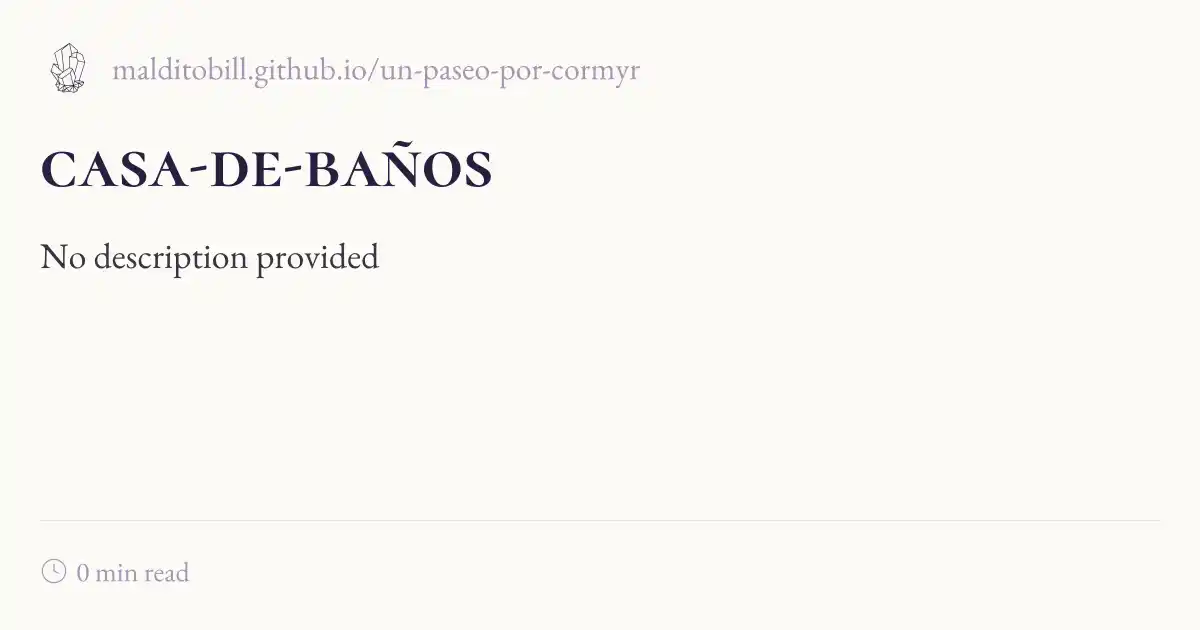 malditobill.github.io/un-paseo-por-cormyr
CASA-DE-BAÑOS
No description provided
0 min read